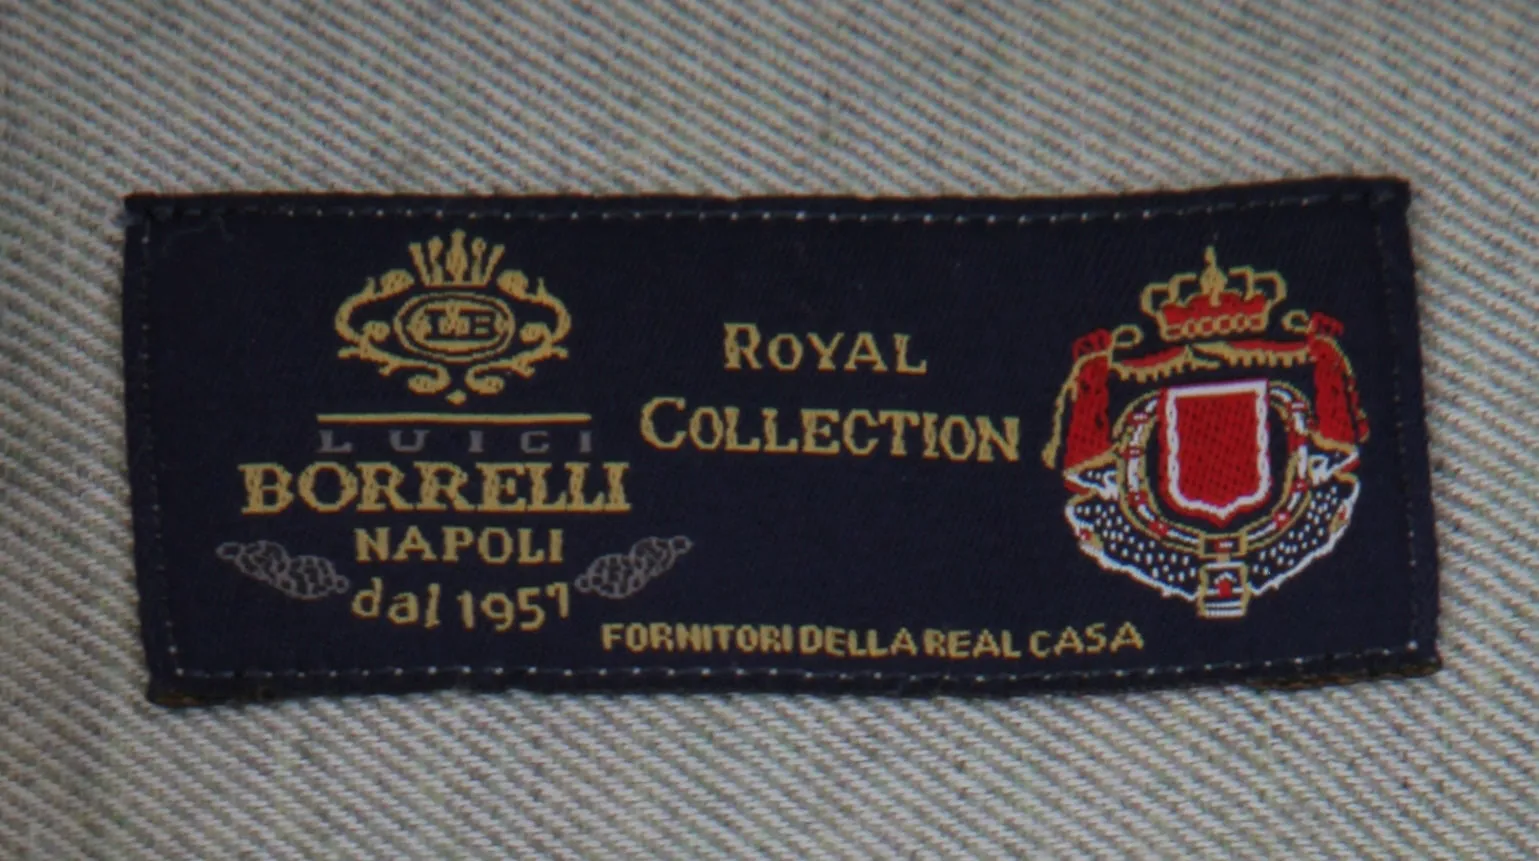 LUIGI
BORRELLI
NAPOLI
dal 1957
ROYAL
COLLECTION
FORNITORI DELLA REAL CASA